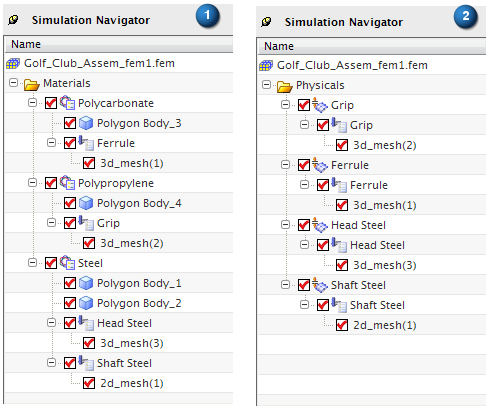 Simulation Navigator
1
Name
Golf_Club_Assem_fem1.fem
Materials
Polycarbonate
Polygon Body_3
Ferrule
3d_mesh(1)
Polypropylene
Polygon Body_4
Grip
3d_mesh(2)
Steel
Polygon Body_1
Polygon Body_2
Head Steel
3d_mesh(3)
Shaft Steel
2d_mesh(1)
Simulation Navigator
2
Name
Golf_Club_Assem_fem1.fem
Physicals
Grip
Grip
3d_mesh(2)
Ferrule
Ferrule
3d_mesh(1)
Head Steel
Head Steel
3d_mesh(3)
Shaft Steel
Shaft Steel
2d_mesh(1)